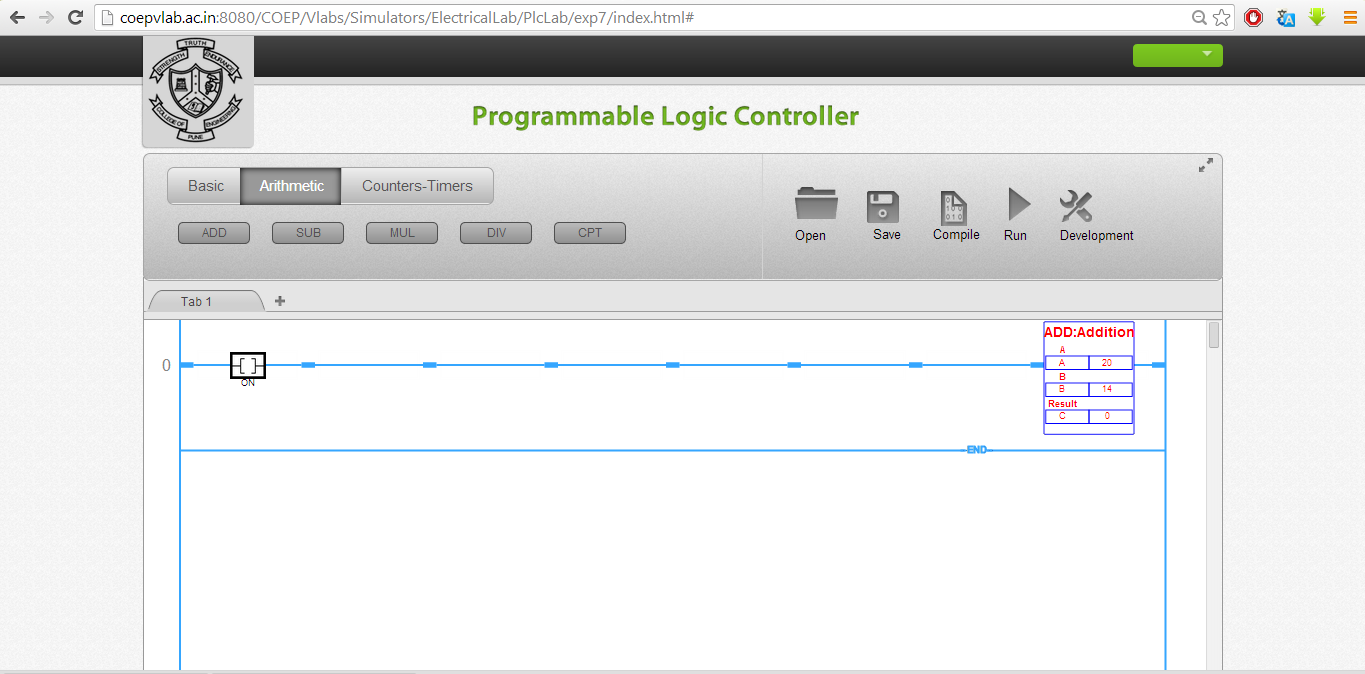 coepvlab.ac.in:8080/COEP/Vlabs/Simulators/ElectricalLab/PlcLab/exp7/index.html#
TRUTH
STRENGTH ENDURANCE
COLLEGE OF ENGINEERING
PUNE
Programmable Logic Controller
Basic Arithmetic Counters-Timers
ADD SUB MUL DIV CPT
Open Save Compile Run Development
Tab 1
0
[ ]
ON
ADD:Addition
A
A 20
B
B 14
Result
C 0
END